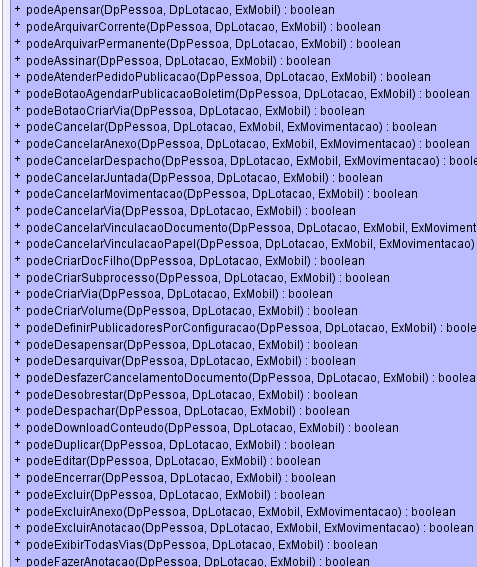 + podeApensar(DpPessoa, DpLotacao, ExMobil) : boolean
+ podeArquivarCorrente(DpPessoa, DpLotacao, ExMobil) : boolean
+ podeArquivarPermanente(DpPessoa, DpLotacao, ExMobil) : boolean
+ podeAssinar(DpPessoa, DpLotacao, ExMobil) : boolean
+ podeAtenderPedidoPublicacao(DpPessoa, DpLotacao, ExMobil) : boolean
+ podeBotaoAgendarPublicacaoBoletim(DpPessoa, DpLotacao, ExMobil) : boolean
+ podeBotaoCriarVia(DpPessoa, DpLotacao, ExMobil) : boolean
+ podeCancelar(DpPessoa, DpLotacao, ExMobil, ExMovimentacao) : boolean
+ podeCancelarAnexo(DpPessoa, DpLotacao, ExMobil, ExMovimentacao) : boolean
+ podeCancelarDespacho(DpPessoa, DpLotacao, ExMobil, ExMovimentacao) : boole
+ podeCancelarJuntada(DpPessoa, DpLotacao, ExMobil) : boolean
+ podeCancelarMovimentacao(DpPessoa, DpLotacao, ExMobil) : boolean
+ podeCancelarVia(DpPessoa, DpLotacao, ExMobil) : boolean
+ podeCancelarVinculacaoDocumento(DpPessoa, DpLotacao, ExMobil, ExMoviment
+ podeCancelarVinculacaoPapel(DpPessoa, DpLotacao, ExMobil, ExMovimentacao)
+ podeCriarDocFilho(DpPessoa, DpLotacao, ExMobil) : boolean
+ podeCriarSubprocesso(DpPessoa, DpLotacao, ExMobil) : boolean
+ podeCriarVia(DpPessoa, DpLotacao, ExMobil) : boolean
+ podeCriarVolume(DpPessoa, DpLotacao, ExMobil) : boolean
+ podeDefinirPublicadoresPorConfiguracao(DpPessoa, DpLotacao, ExMobil) : boole
+ podeDesapensar(DpPessoa, DpLotacao, ExMobil) : boolean
+ podeDesarquivar(DpPessoa, DpLotacao, ExMobil) : boolean
+ podeDesfazerCancelamentoDocumento(DpPessoa, DpLotacao, ExMobil) : boolea
+ podeDesobrestar(DpPessoa, DpLotacao, ExMobil) : boolean
+ podeDespachar(DpPessoa, DpLotacao, ExMobil) : boolean
+ podeDownloadConteudo(DpPessoa, DpLotacao, ExMobil) : boolean
+ podeDuplicar(DpPessoa, DpLotacao, ExMobil) : boolean
+ podeEditar(DpPessoa, DpLotacao, ExMobil) : boolean
+ podeEncerrar(DpPessoa, DpLotacao, ExMobil) : boolean
+ podeExcluir(DpPessoa, DpLotacao, ExMobil) : boolean
+ podeExcluirAnexo(DpPessoa, DpLotacao, ExMobil, ExMovimentacao) : boolean
+ podeExcluirAnotacao(DpPessoa, DpLotacao, ExMobil, ExMovimentacao) : boolean
+ podeExibirTodasVias(DpPessoa, DpLotacao, ExMobil) : boolean
+ podeFazerAnotacao(DpPessoa, DpLotacao, ExMobil) : boolean